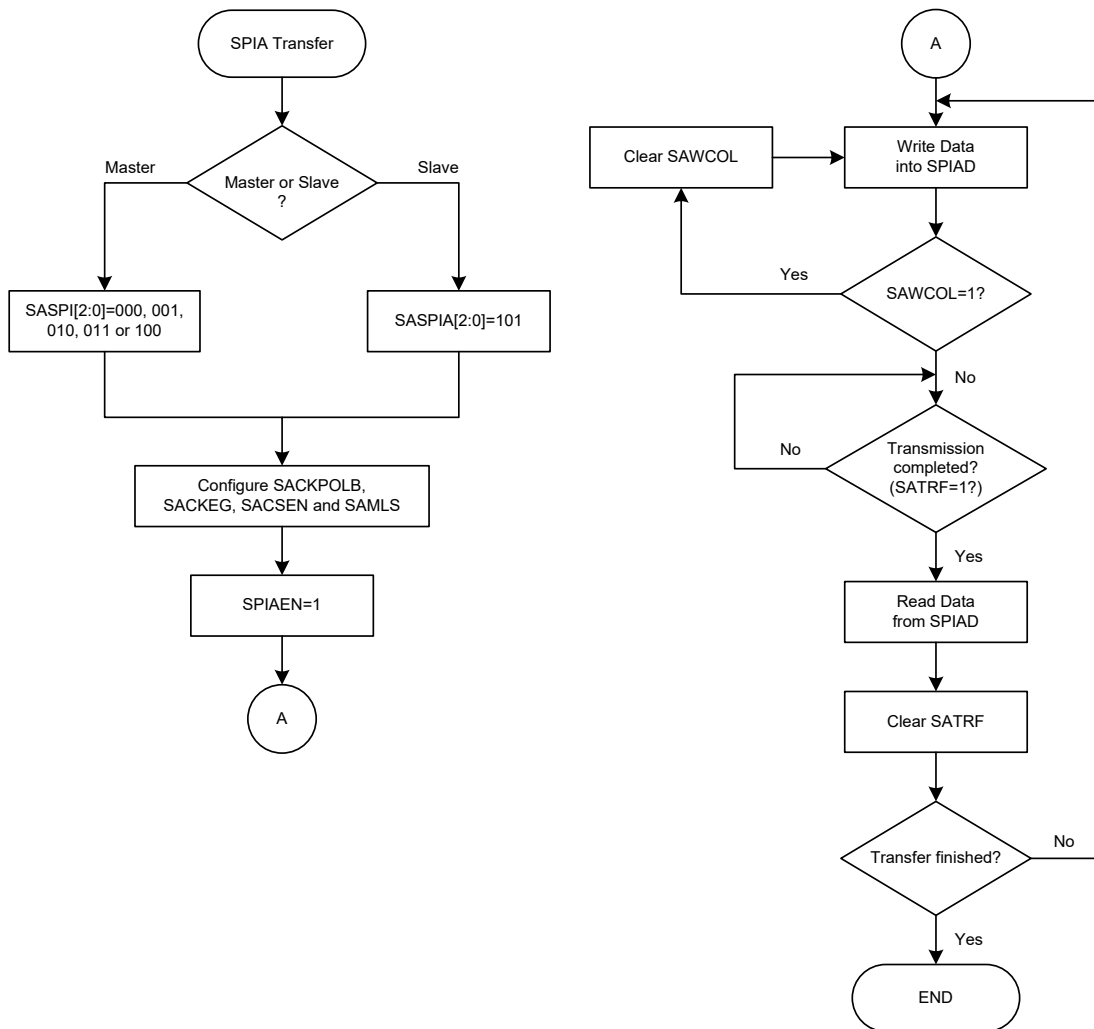 SPIA Transfer
Master or Slave
?
Master
Slave
SASPI[2:0]=000, 001,
010, 011 or 100
SASPIA[2:0]=101
Configure SACKPOLB,
SACKEG, SACSEN and SAMLS
SPIAEN=1
A
A
Write Data
into SPIAD
Clear SAWCOL
SAWCOL=1?
Yes
No
Transmission
completed?
(SATRF=1?)
No
Yes
Read Data
from SPIAD
Clear SATRF
Transfer finished?
No
Yes
END